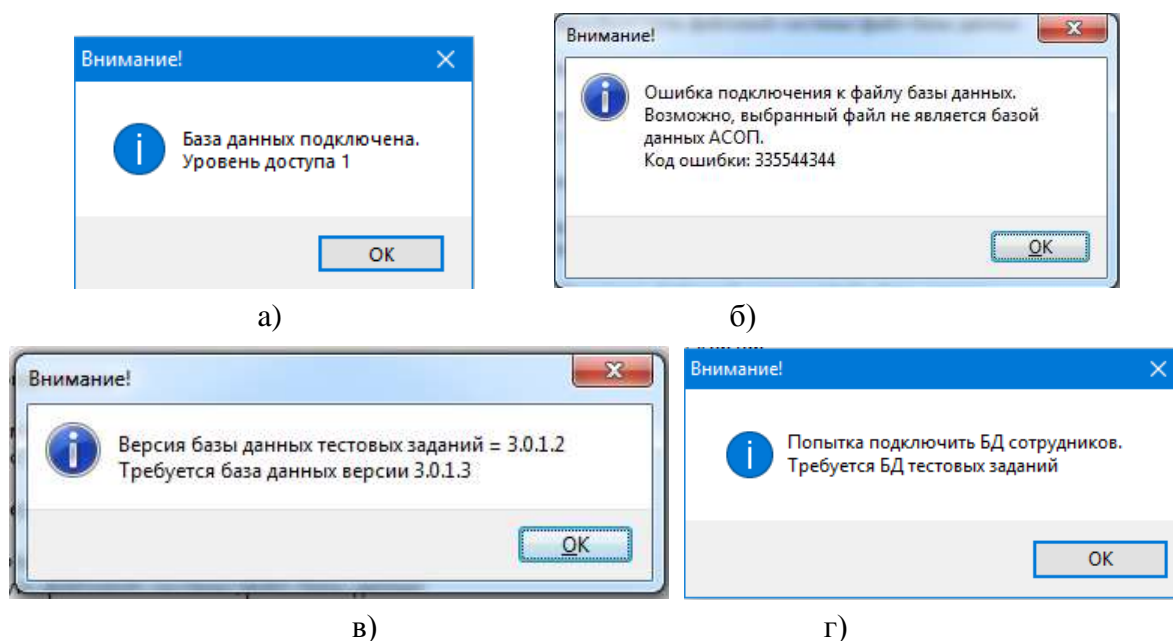 Внимание!
База данных подключена.
Уровень доступа 1
OK
а)
Внимание!
Ошибка подключения к файлу базы данных.
Возможно, выбранный файл не является базой
данных АСОП.
Код ошибки: 335544344
OK
б)
Внимание!
Версия базы данных тестовых заданий = 3.0.1.2
Требуется база данных версии 3.0.1.3
OK
в)
Внимание!
Попытка подключить БД сотрудников.
Требуется БД тестовых заданий
OK
г)